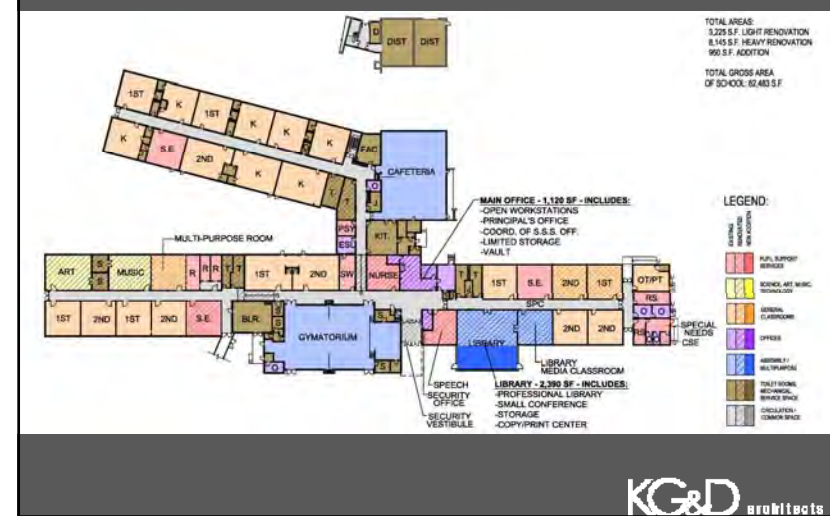 TOTAL AREAS:
3,225 S.F. LIGHT RENOVATION
8,145 S.F. HEAVY RENOVATION
950 S.F. ADDITION
TOTAL GROSS AREA
OF SCHOOL: 62,483 S.F
D DIST DIST
1ST K 1ST K K K
K S.E. 2ND K K
FAC
CAFETERIA
T T O J
PSY KIT.
ESL
MAIN OFFICE - 1,120 SF - INCLUDES:
-OPEN WORKSTATIONS
-PRINCIPAL'S OFFICE
-COORD. OF S.S.S. OFF.
-LIMITED STORAGE
-VAULT
LEGEND:
EXISTING
RENOVATED
NEW ADDITION
PUPIL SUPPORT
SERVICES
SCIENCE, ART, MUSIC,
TECHNOLOGY
GENERAL
CLASSROOMS
OFFICES
ASSEMBLY /
MULTIPURPOSE
TOILET ROOMS,
MECHANICAL,
SERVICE SPACE
CIRCULATION /
COMMON SPACE
MULTI-PURPOSE ROOM
ART S S MUSIC R R R T T 1ST 2ND SW NURSE T T 1ST S.E. 2ND 1ST OT/PT
SPC
RS
O O
1ST 2ND 1ST 2ND S.E. BLR. S S GYMATORIUM S S O LIBRARY 2ND 2ND RS
SPECIAL
NEEDS
CSE
LIBRARY
MEDIA CLASSROOM
SPEECH
SECURITY
OFFICE
SECURITY
VESTIBULE
LIBRARY - 2,390 SF - INCLUDES:
-PROFESSIONAL LIBRARY
-SMALL CONFERENCE
-STORAGE
-COPY/PRINT CENTER
KG&D architects